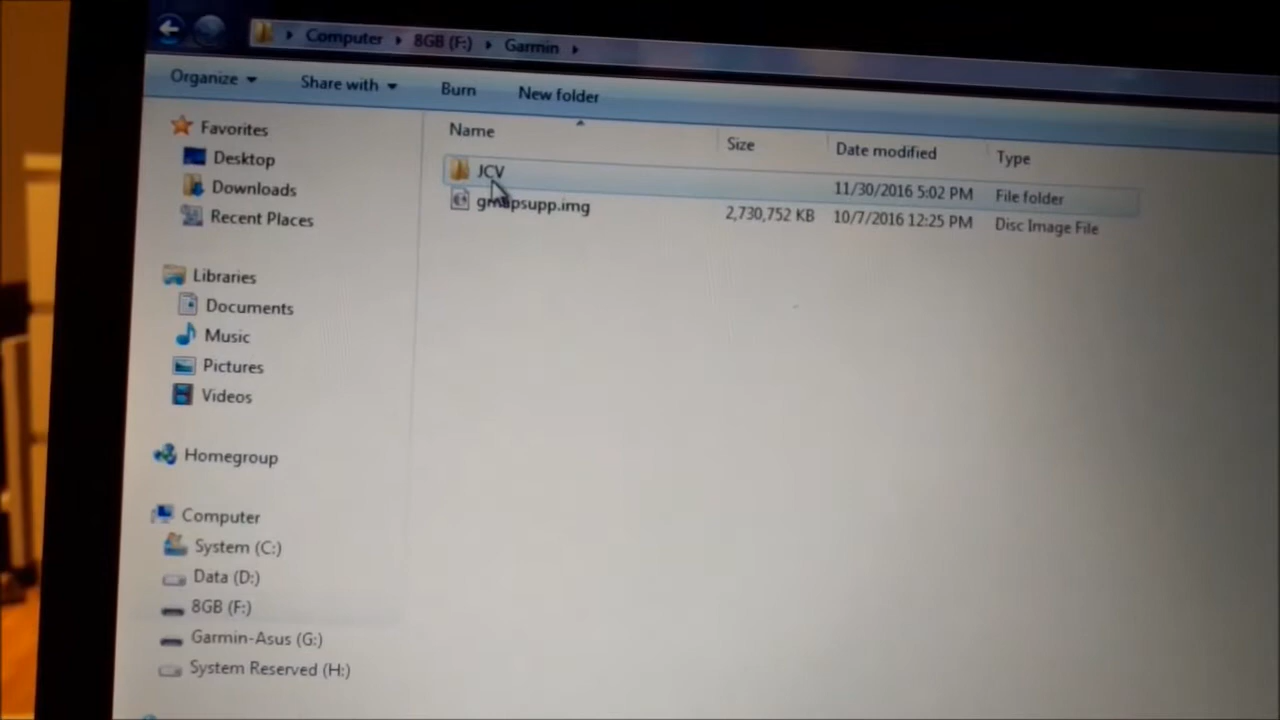 Computer 8GB (F:) Garmin
Organize Share with Burn New folder
Favorites
Desktop
Downloads
Recent Places
Libraries
Documents
Music
Pictures
Videos
Homegroup
Computer
System (C:)
Data (D:)
8GB (F:)
Garmin-Asus (G:)
System Reserved (H:)
Name Size Date modified Type
JCV 11/30/2016 5:02 PM File folder
gmapsupp.img 2,730,752 KB 10/7/2016 12:25 PM Disc Image File